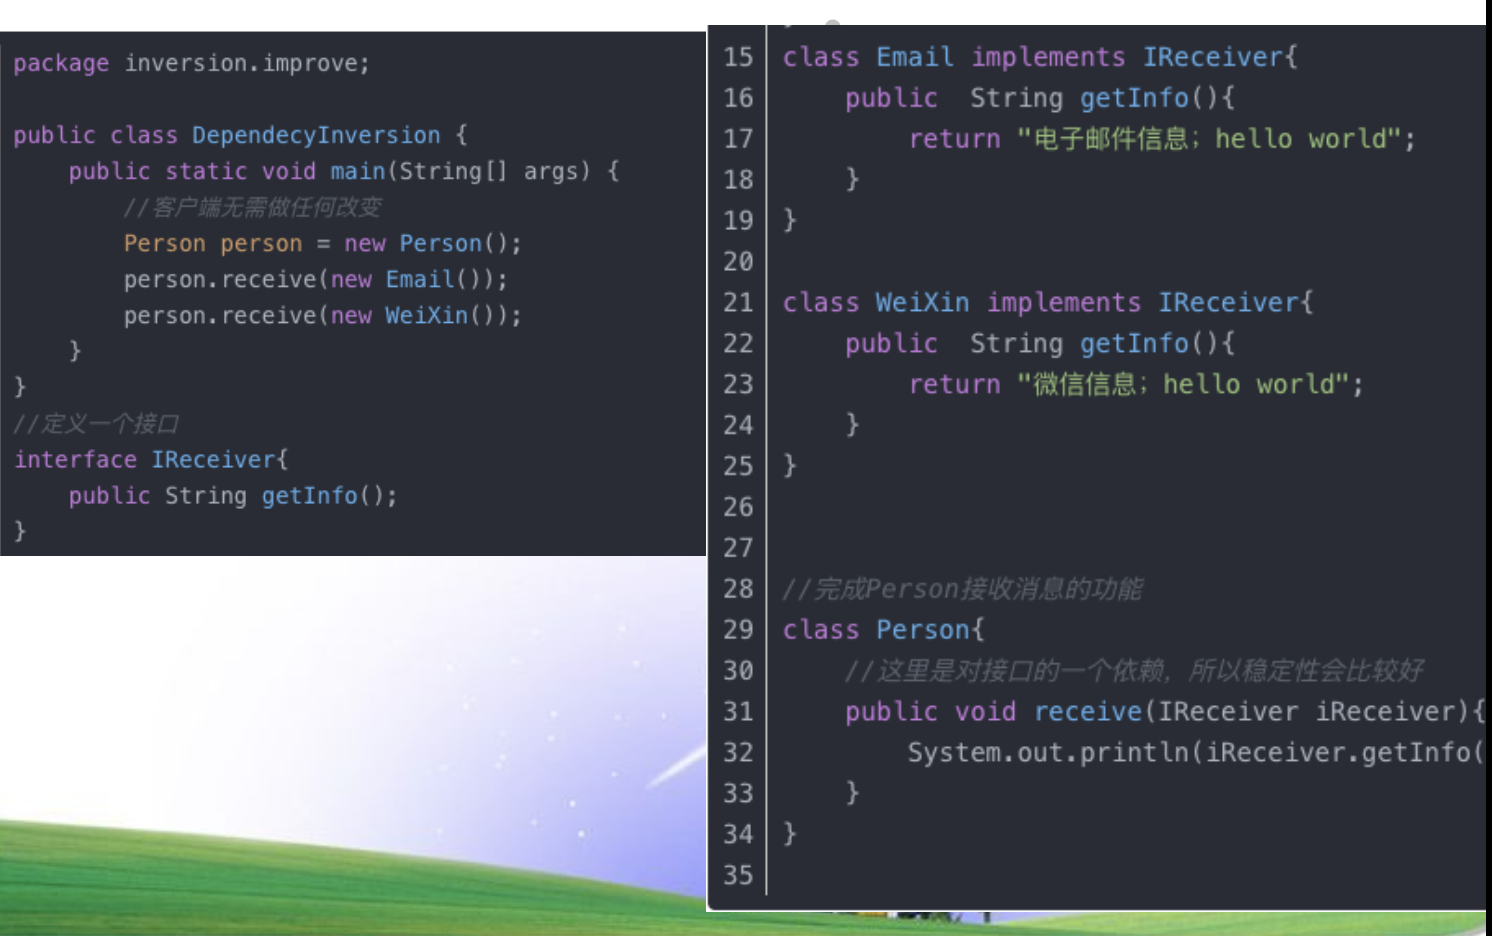 package inversion.improve;
public class DependecyInversion {
public static void main(String[] args) {
//客户端无需做任何改变
Person person = new Person();
person.receive(new Email());
person.receive(new WeiXin());
}
}
//定义一个接口
interface IReceiver{
public String getInfo();
}
15 class Email implements IReceiver{
16 public String getInfo(){
17 return "电子邮件信息；hello world";
18 }
19 }
20
21 class WeiXin implements IReceiver{
22 public String getInfo(){
23 return "微信信息；hello world";
24 }
25 }
26
27
28 //完成Person接收消息的功能
29 class Person{
30 //这里是对接口的一个依赖，所以稳定性会比较好
31 public void receive(IReceiver iReceiver){
32 System.out.println(iReceiver.getInfo(
33 }
34 }
35